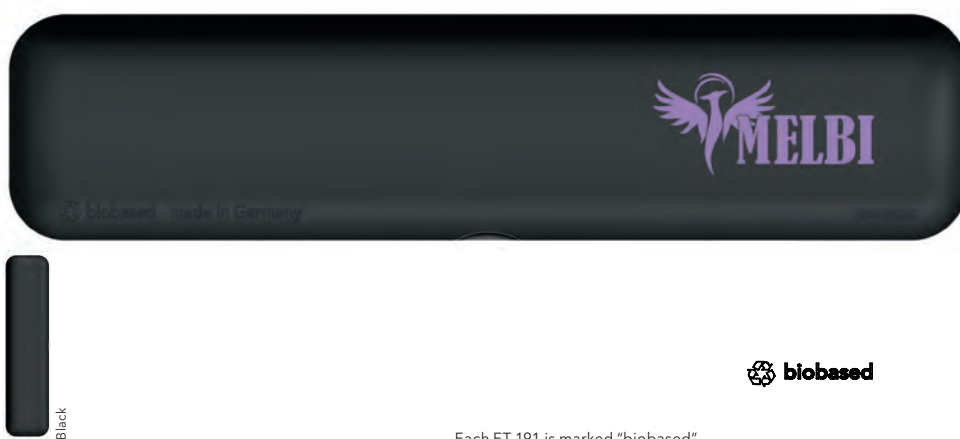 MELBI
biobased made in Germany
Black
biobased
Each ET 191 is marked "biobased"